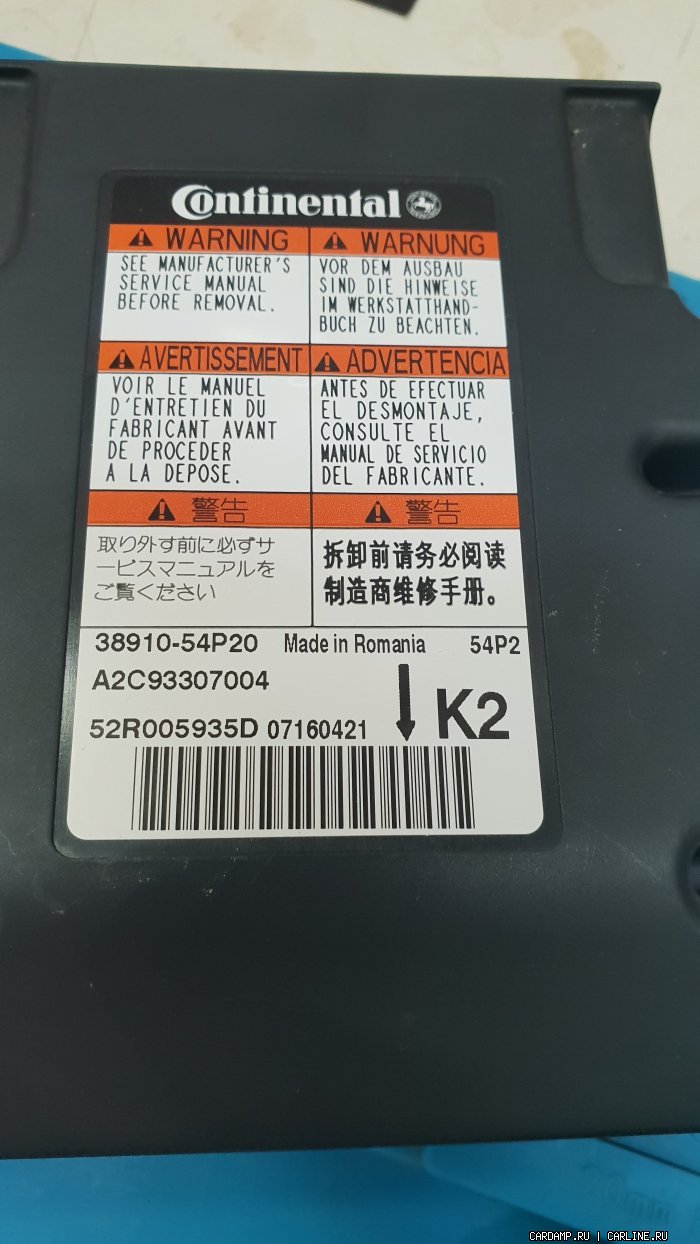 Continental
WARNING
SEE MANUFACTURER'S
SERVICE MANUAL
BEFORE REMOVAL.
WARNUNG
VOR DEM AUSBAU
SIND DIE HINWEISE
IM WERKSTATTHAND-
BUCH ZU BEACHTEN.
AVERTISSEMENT
VOIR LE MANUEL
D'ENTRETIEN DU
FABRICANT AVANT
DE PROCEDER
A LA DEPOSE.
ADVERTENCIA
ANTES DE EFECTUAR
EL DESMONTAJE,
CONSULTE EL
MANUAL DE SERVICIO
DEL FABRICANTE.
警告
取り外す前に必ずサ
ービスマニュアルを
ご覧ください
警告
拆卸前请务必阅读
制造商维修手册。
38910-54P20 Made in Romania 54P2
A2C93307004
K2
52R005935D 07160421
CARDAMP.RU | CARLINE.RU